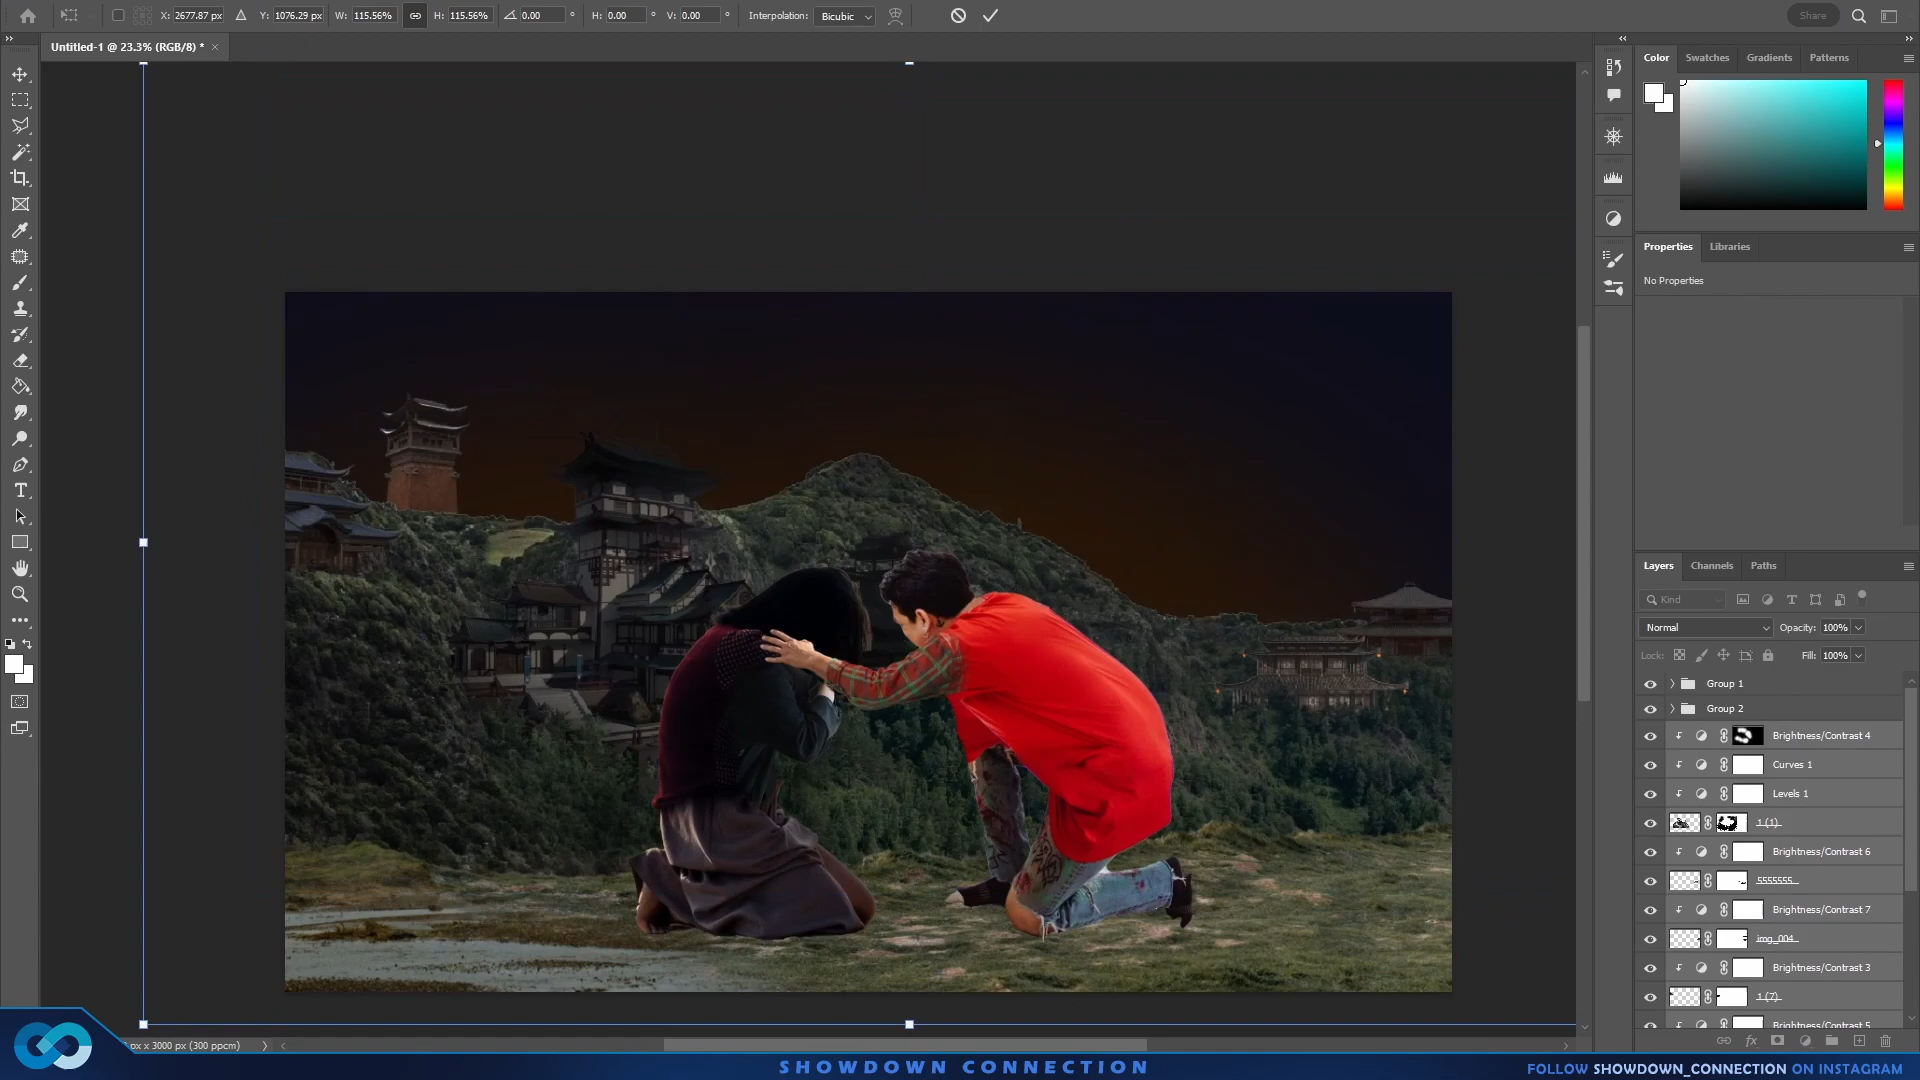 X: 2677.87 px Y: 1076.29 px W: 115.56% H: 115.56% 0.00 ° H: 0.00 ° V: 0.00 ° Interpolation: Bicubic Share
Untitled-1 @ 23.3% (RGB/8) * ×
Color Swatches Gradients Patterns
Properties Libraries
No Properties
Layers Channels Paths
Kind
Normal Opacity: 100%
Lock: Fill: 100%
Group 1
Group 2
Brightness/Contrast 4
Curves 1
Levels 1
1 (1)
Brightness/Contrast 6
5555555
Brightness/Contrast 7
img_004
Brightness/Contrast 3
1 (7)
Brightness/Contrast 5
px x 3000 px (300 ppcm)
SHOWDOWN CONNECTION
FOLLOW SHOWDOWN_CONNECTION ON INSTAGRAM